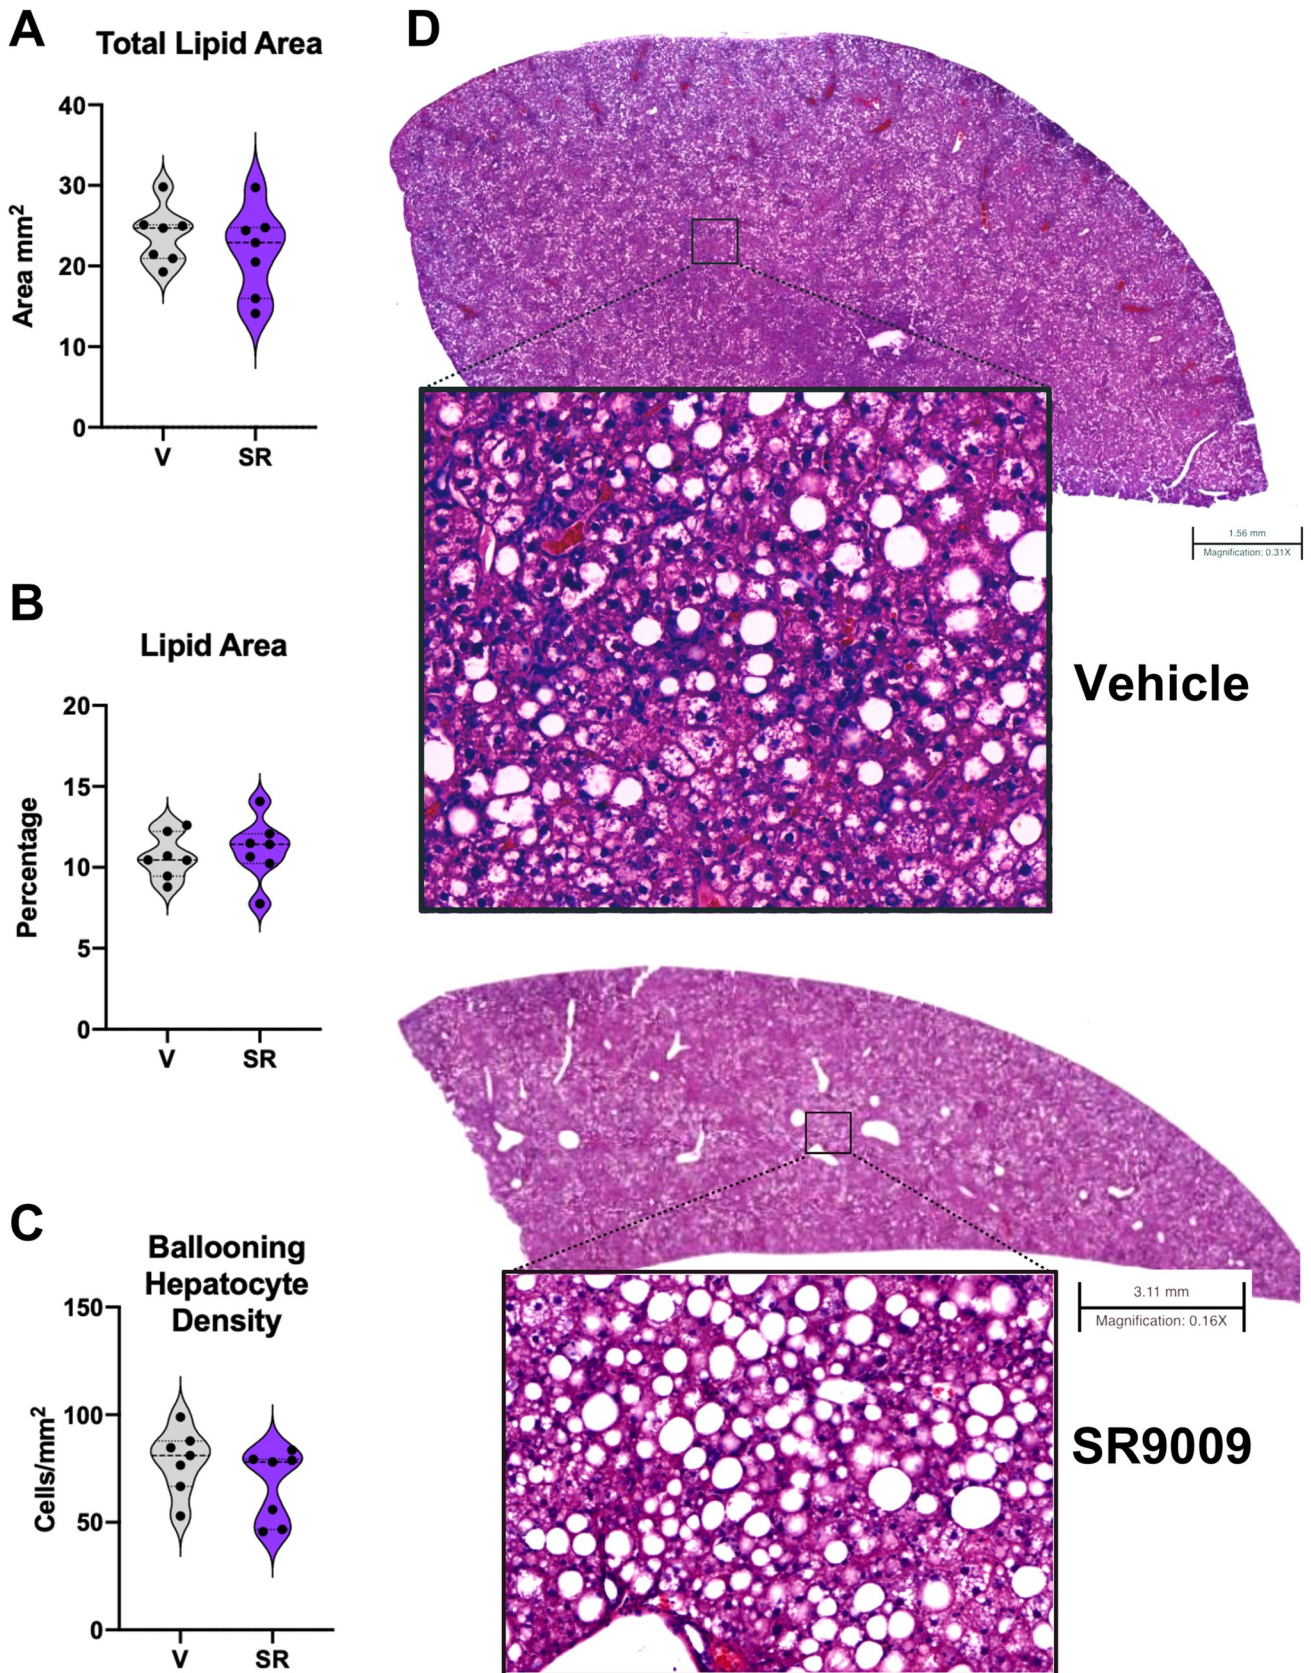 A
Total Lipid Area
40
30
20
10
0
Area mm²
V
SR
B
Lipid Area
20
15
10
5
0
Percentage
V
SR
C
Ballooning
Hepatocyte
Density
150
100
50
0
Cells/mm²
V
SR
D
1.56 mm
Magnification: 0.31X
Vehicle
3.11 mm
Magnification: 0.16X
SR9009